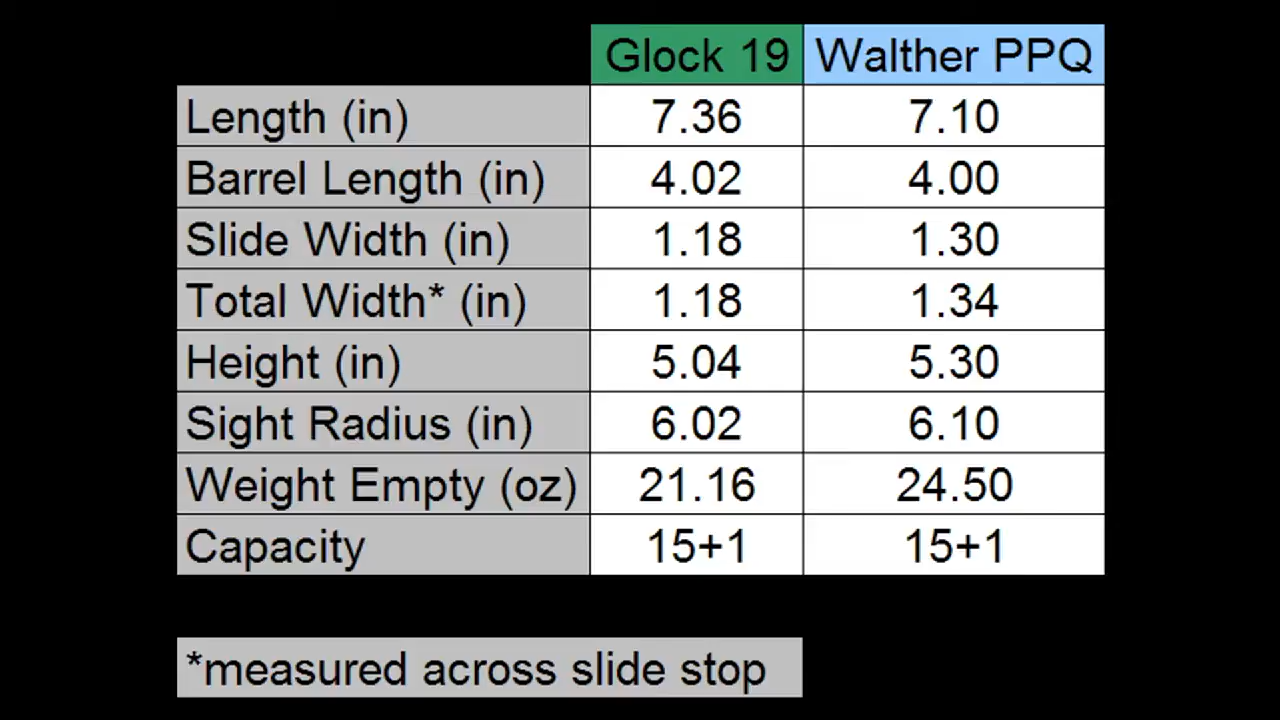 Glock 19 Walther PPQ
Length (in) 7.36 7.10
Barrel Length (in) 4.02 4.00
Slide Width (in) 1.18 1.30
Total Width* (in) 1.18 1.34
Height (in) 5.04 5.30
Sight Radius (in) 6.02 6.10
Weight Empty (oz) 21.16 24.50
Capacity 15+1 15+1
*measured across slide stop